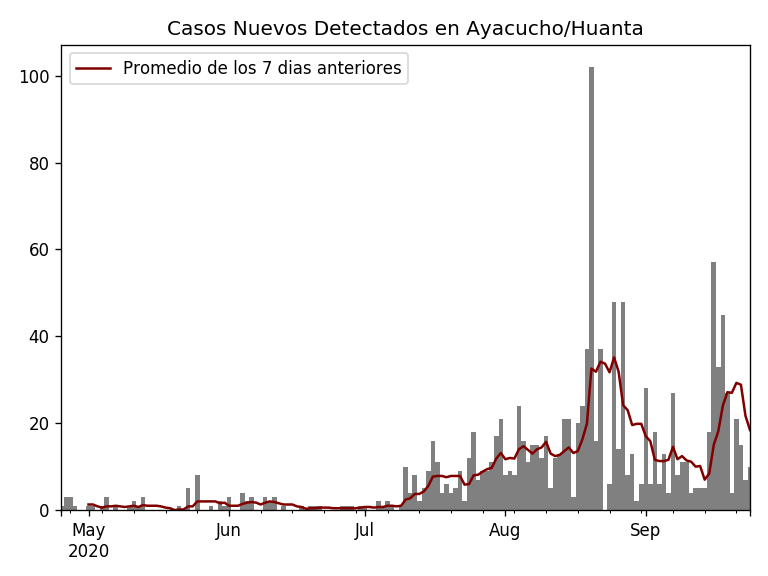 Casos Nuevos Detectados en Ayacucho/Huanta
Promedio de los 7 dias anteriores
100
80
60
40
20
0
May Jun Jul Aug Sep
2020